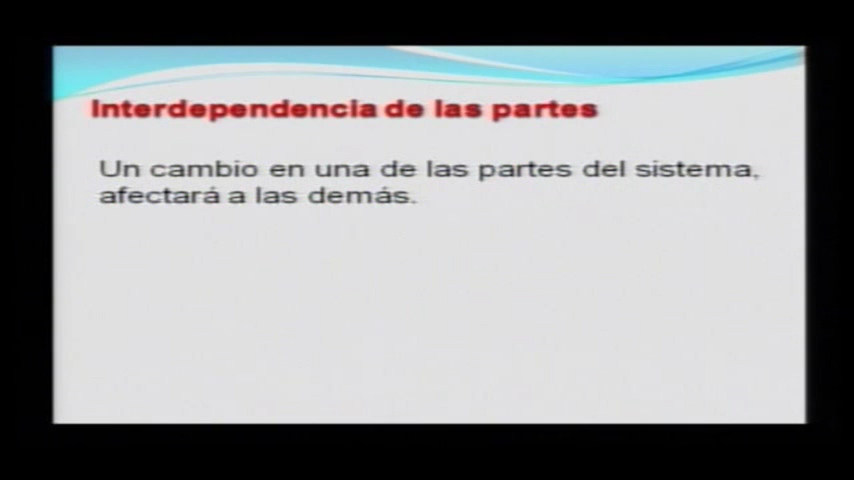 Interdependencia de las partes
Un cambio en una de las partes del sistema,
afectará a las demás.